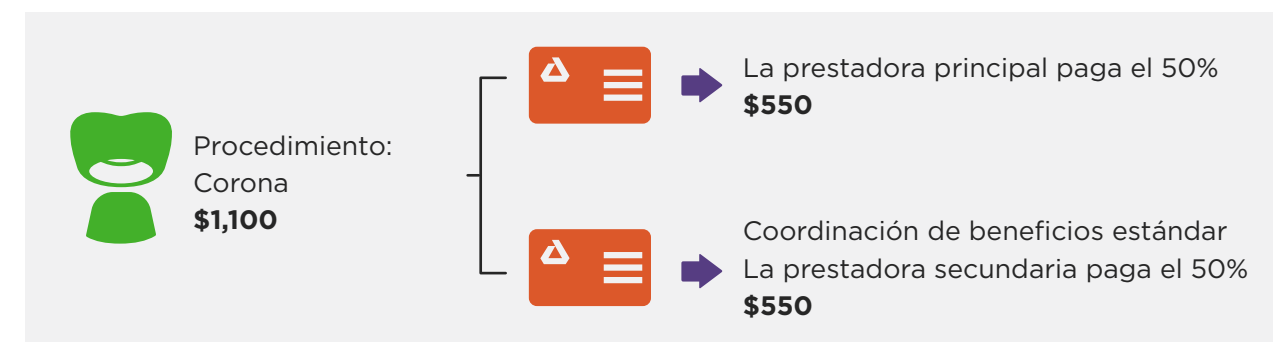 Procedimiento:
Corona
$1,100
La prestadora principal paga el 50%
$550
Coordinación de beneficios estándar
La prestadora secundaria paga el 50%
$550